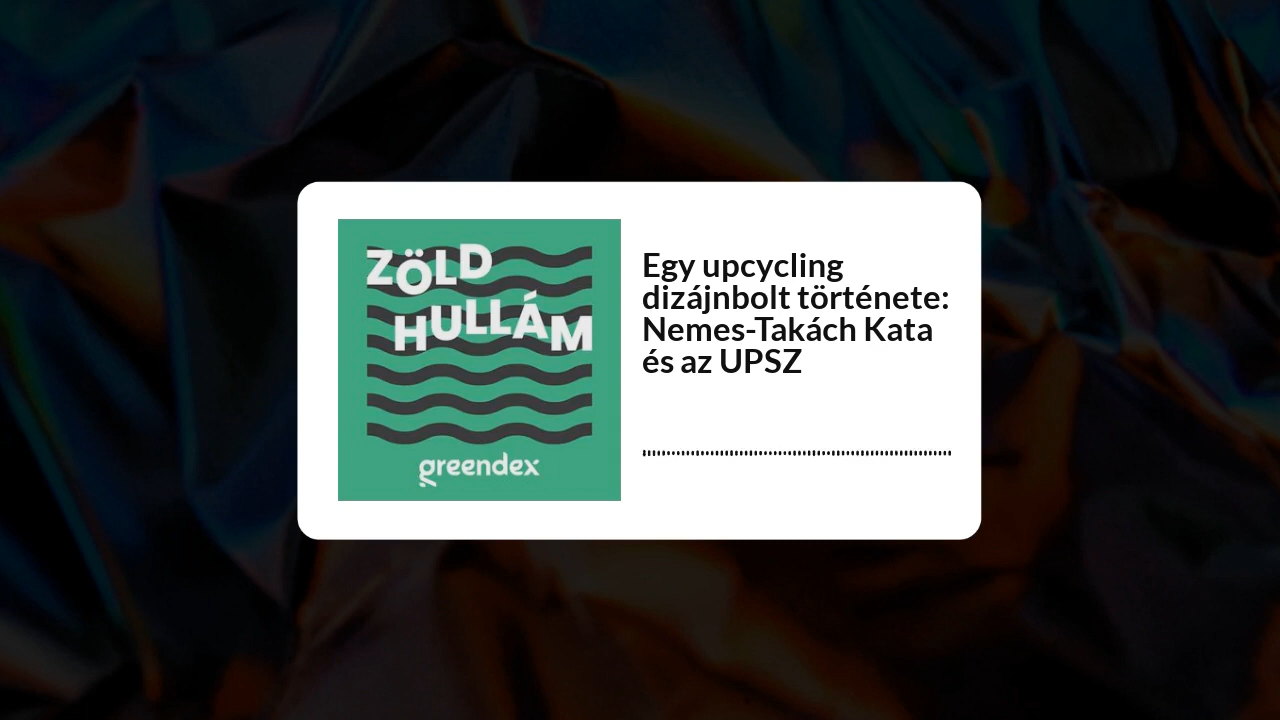 ZÖLD
HULLÁM
greendex
Egy upcycling
dizájnbolt története:
Nemes-Takách Kata
és az UPSZ